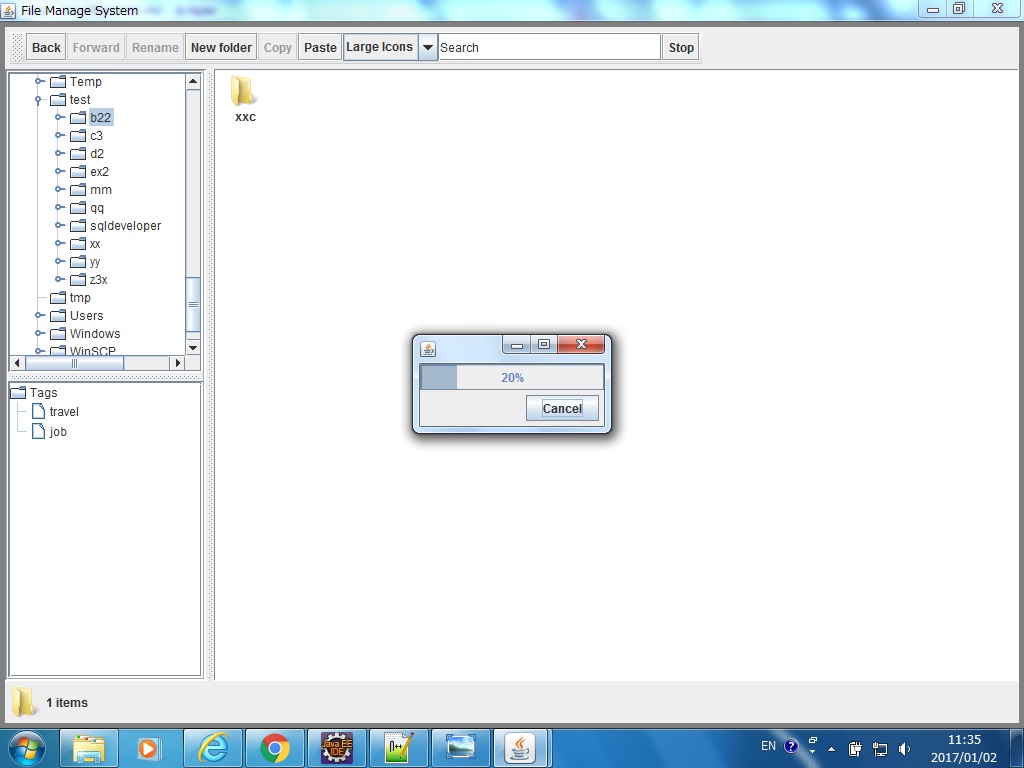 File Manage System
Back Forward Rename New folder Copy Paste Large Icons Search Stop
Temp
test
b22
c3
d2
ex2
mm
qq
sqldeveloper
xx
yy
z3x
tmp
Users
Windows
WinSCP
Tags
travel
job
xxc
20%
Cancel
1 items
Java EE
IDE
N++
EN
11:35
2017/01/02